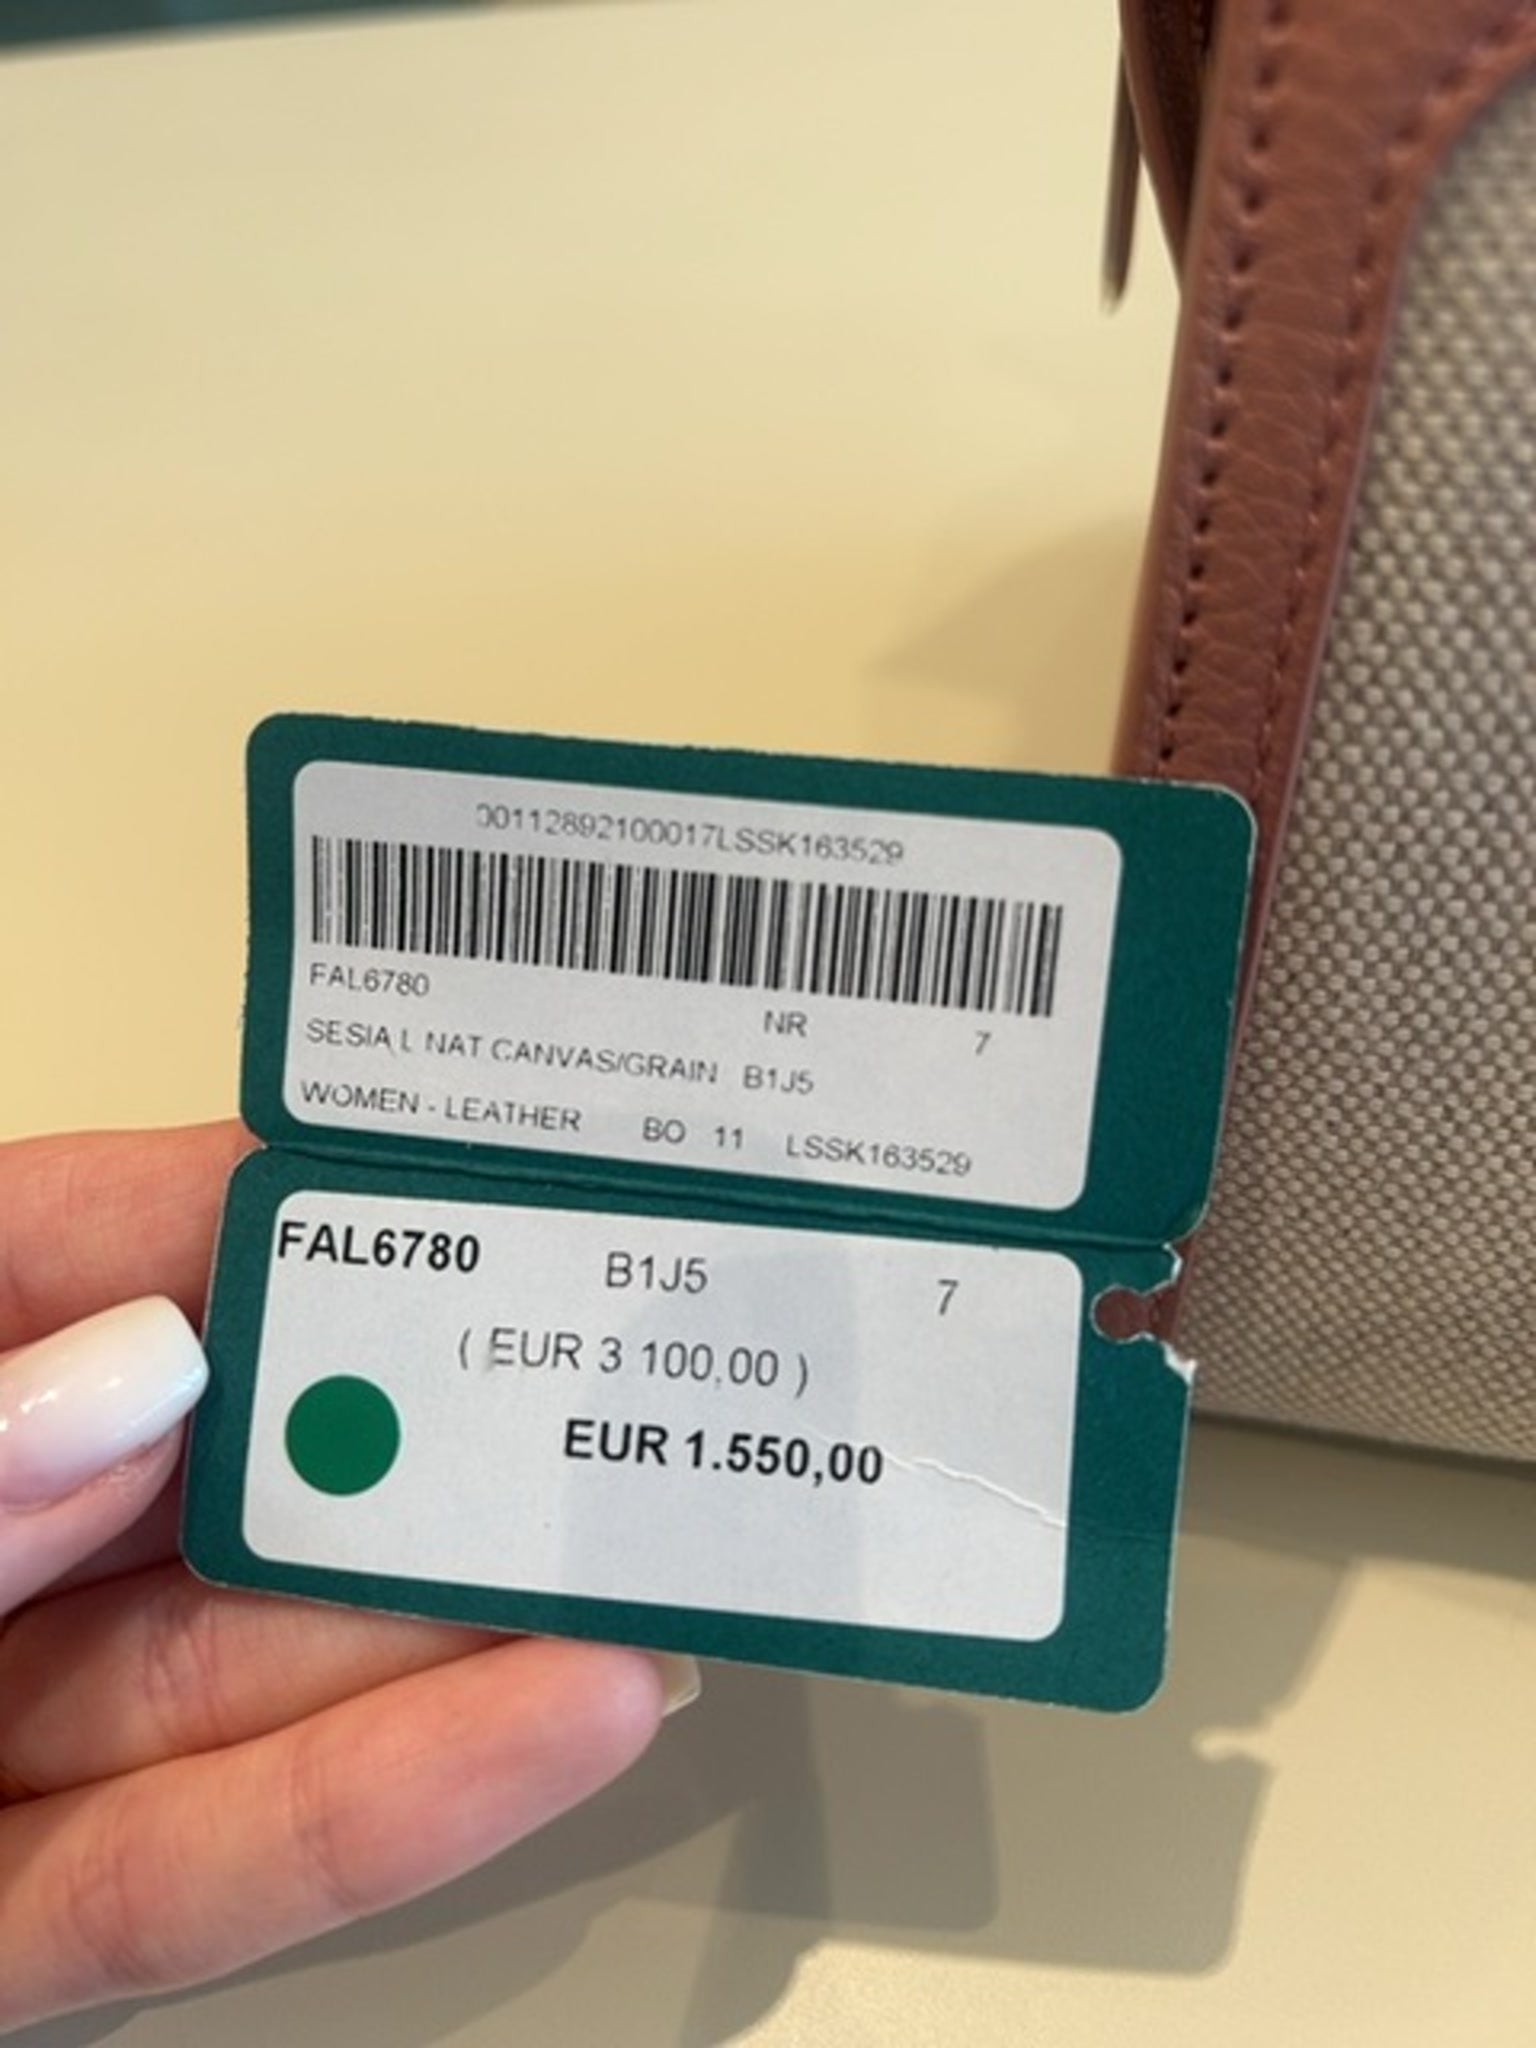 00112892100017LSSK163529
FAL6780 NR 7
SESIA L NAT CANVAS/GRAIN B1J5
WOMEN - LEATHER BO 11 LSSK163529
FAL6780 B1J5 7
( EUR 3 100,00 )
EUR 1.550,00